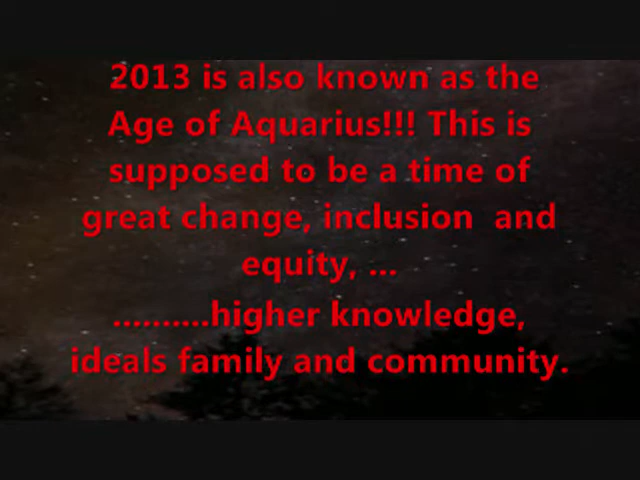 2013 is also known as the
Age of Aquarius!!! This is
supposed to be a time of
great change, inclusion  and
equity, ...
..........higher knowledge,
ideals family and community.